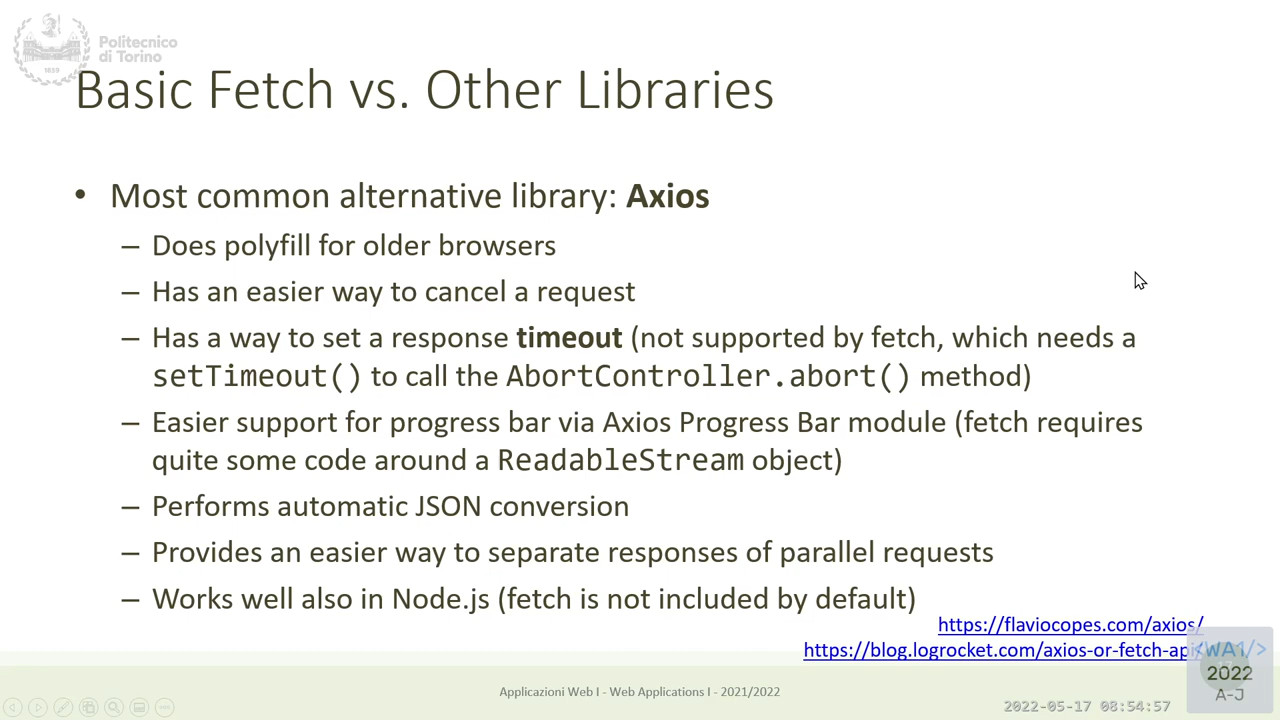 Politecnico
di Torino
1859
Basic Fetch vs. Other Libraries
• Most common alternative library: Axios
– Does polyfill for older browsers
– Has an easier way to cancel a request
– Has a way to set a response timeout (not supported by fetch, which needs a
setTimeout() to call the AbortController.abort() method)
– Easier support for progress bar via Axios Progress Bar module (fetch requires
quite some code around a ReadableStream object)
– Performs automatic JSON conversion
– Provides an easier way to separate responses of parallel requests
– Works well also in Node.js (fetch is not included by default)
https://flaviocopes.com/axios/
https://blog.logrocket.com/axios-or-fetch-api/
<WA1/>
2022
A-J
Applicazioni Web I - Web Applications I - 2021/2022
2022-05-17 08:54:57